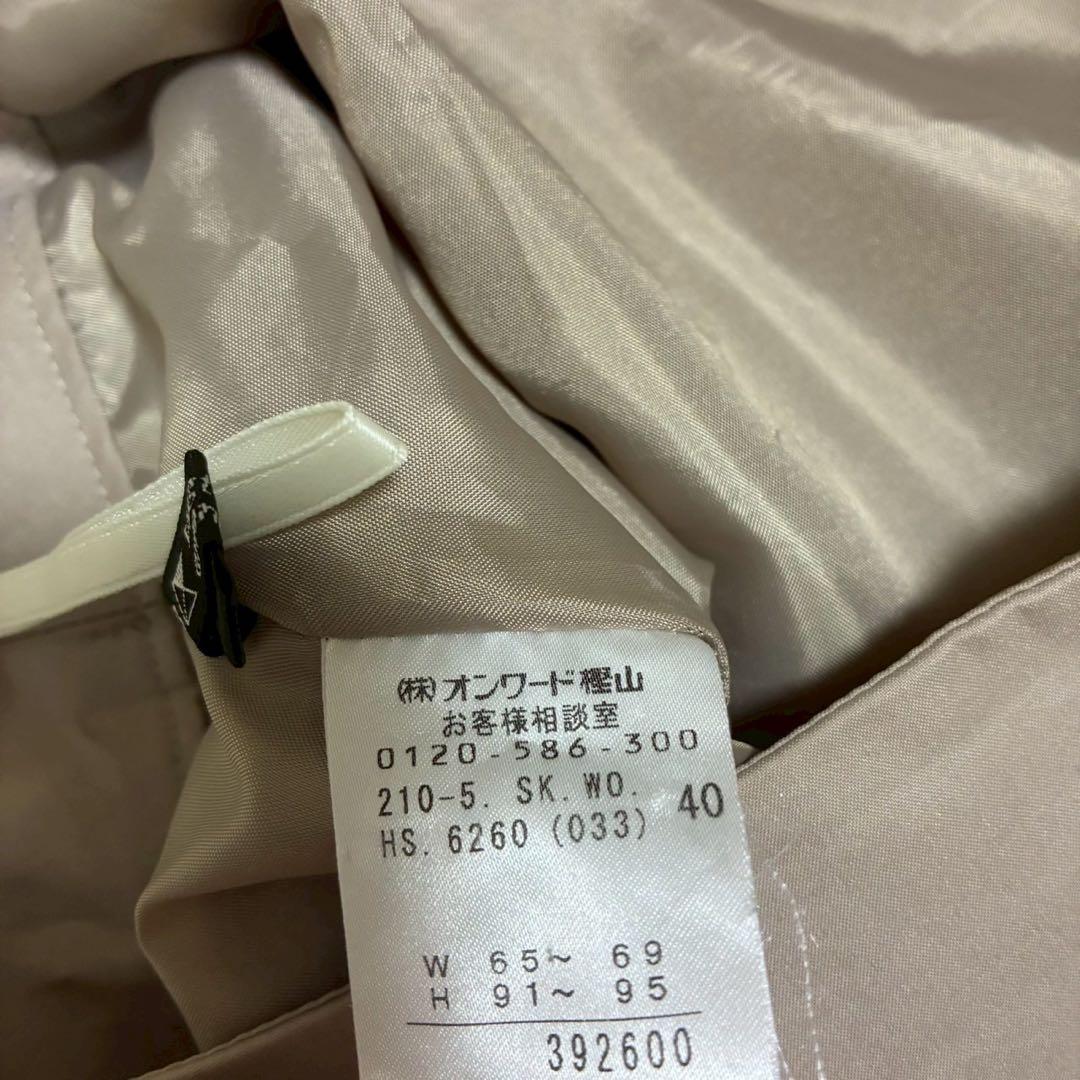 (株)オンワード樫山
お客様相談室
0120-586-300
210-5. SK. WO. 40
HS. 6260 (033)
W 65~ 69
H 91~ 95
392600